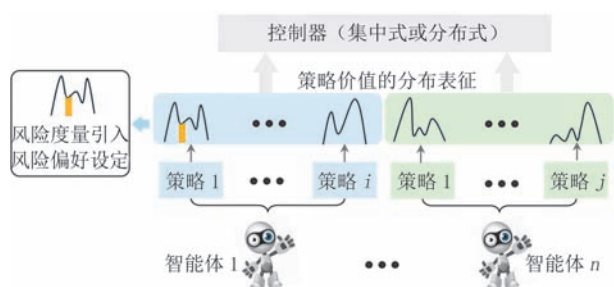 控制器（集中式或分布式）
策略价值的分布表征
风险度量引入
风险偏好设定
策略 1
策略 i
策略 1
策略 j
智能体 1
智能体 n